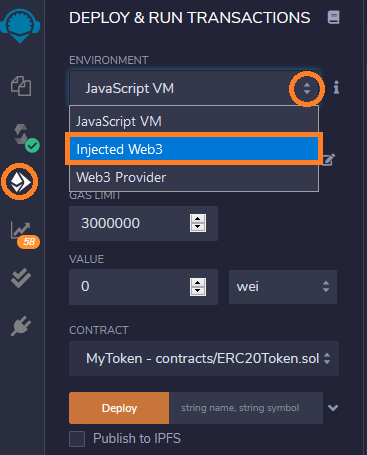 DEPLOY & RUN TRANSACTIONS
ENVIRONMENT
JavaScript VM
JavaScript VM
Injected Web3
Web3 Provider
GAS LIMIT
3000000
VALUE
0 wei
58
CONTRACT
MyToken - contracts/ERC20Token.sol
Deploy string name, string symbol
Publish to IPFS